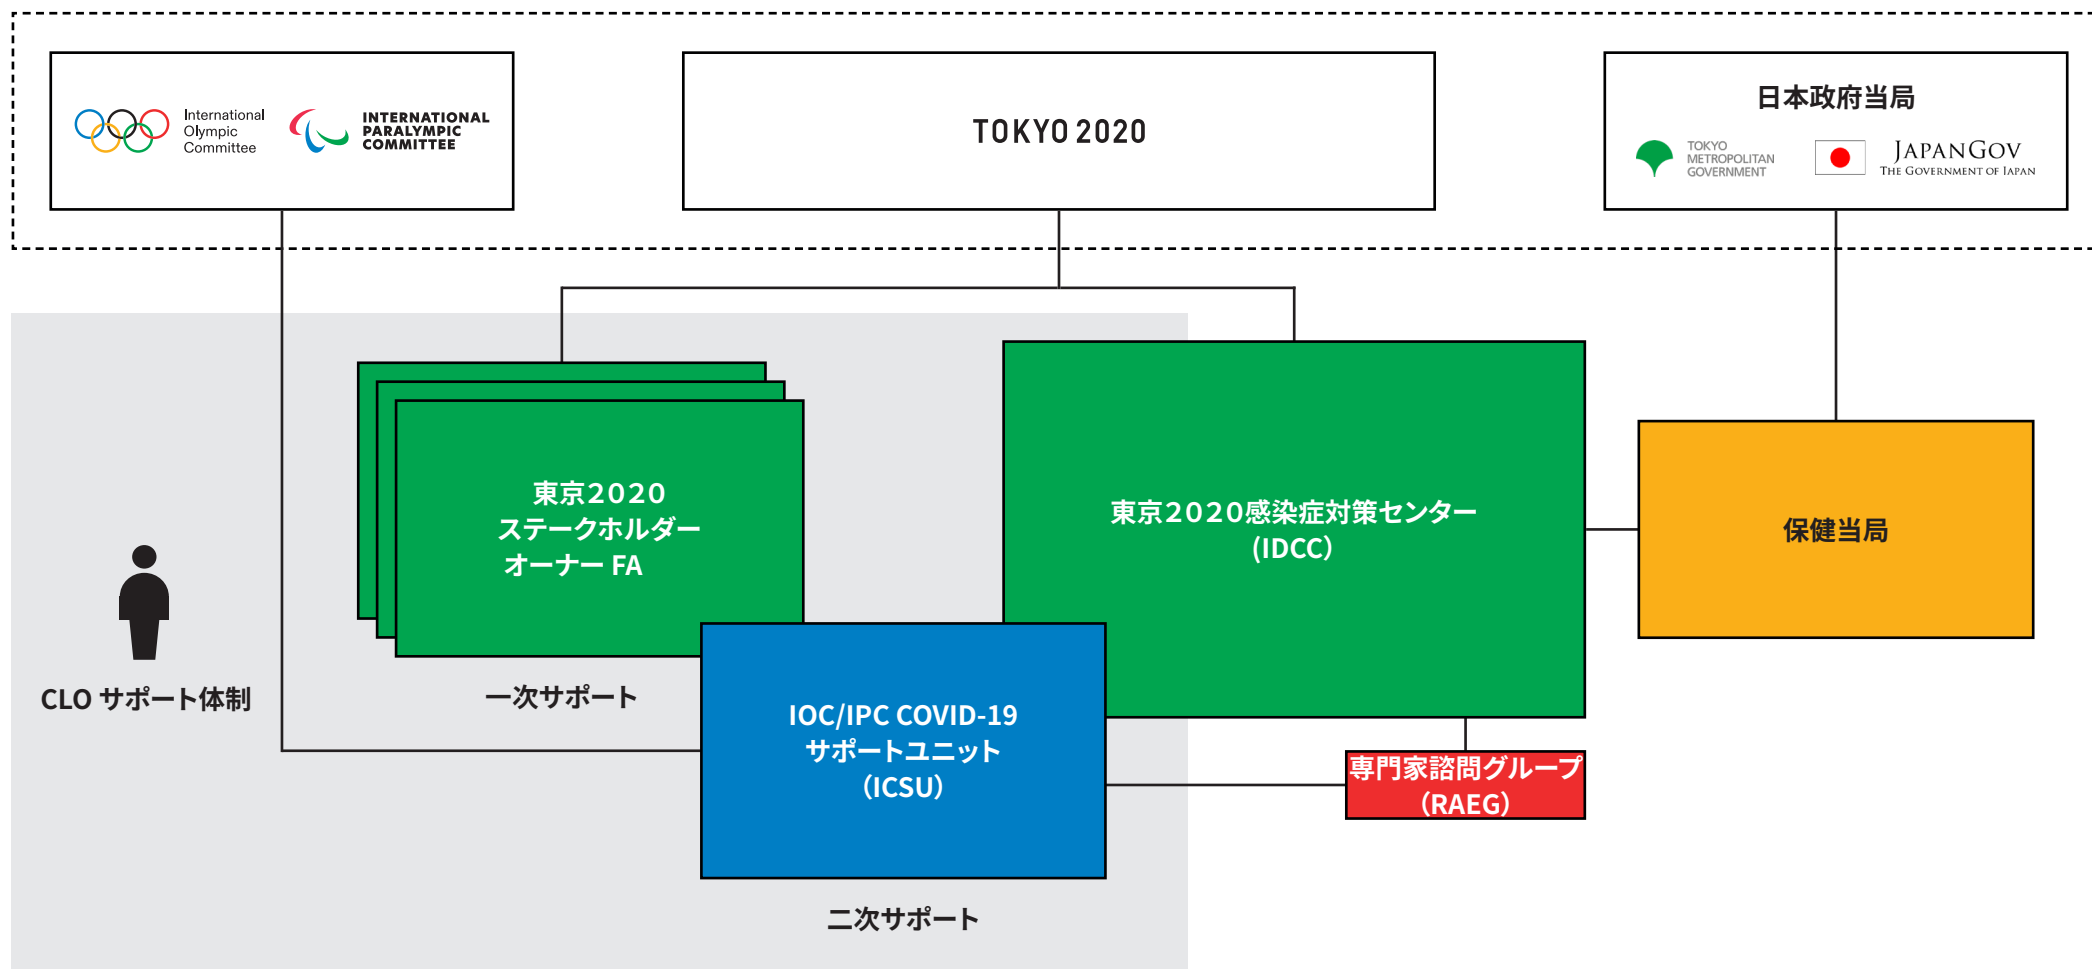 International
Olympic
Committee
INTERNATIONAL
PARALYMPIC
COMMITTEE
TOKYO 2020
日本政府当局
TOKYO
METROPOLITAN
GOVERNMENT
JAPANGOV
THE GOVERNMENT OF JAPAN
東京2020
ステークホルダー
オーナー FA
東京2020感染症対策センター
(IDCC）
保健当局
CLO サポート体制
一次サポート
IOC/IPC COVID-19
サポートユニット
（ICSU）
専門家諮問グループ
（RAEG）
二次サポート